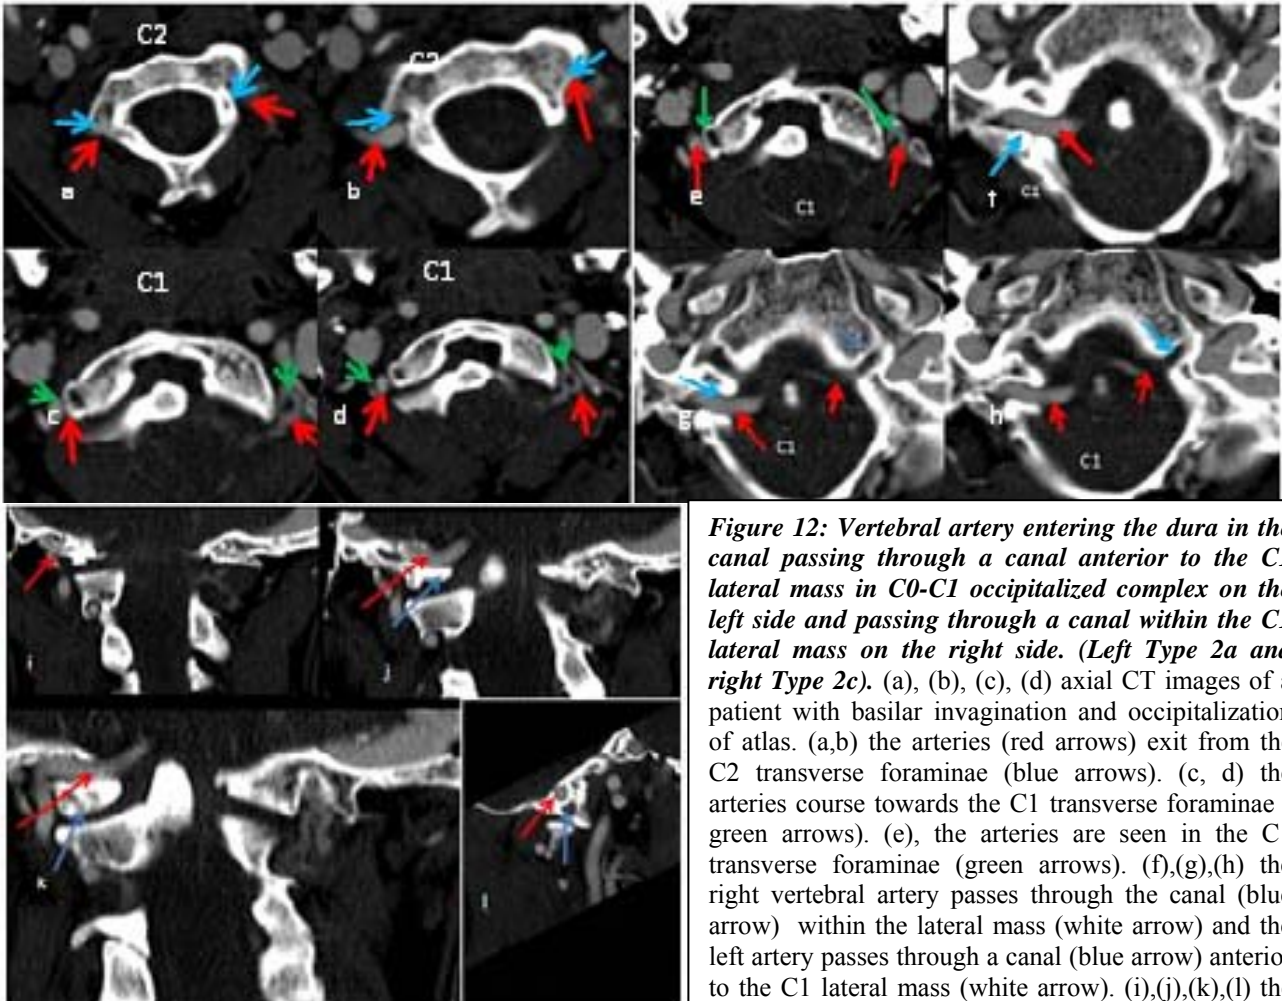 C2
a
b
e
C1
f
C1
C1
c
C1
d
g
C1
h
C1
i
j
k
l
Figure 12: Vertebral artery entering the dura in the
canal passing through a canal anterior to the C1
lateral mass in C0-C1 occipitalized complex on the
left side and passing through a canal within the C1
lateral mass on the right side. (Left Type 2a and
right Type 2c). (a), (b), (c), (d) axial CT images of
patient with basilar invagination and occipitalization
of atlas. (a,b) the arteries (red arrows) exit from the
C2 transverse foraminae (blue arrows). (c, d) the
arteries course towards the C1 transverse foraminae
green arrows). (e), the arteries are seen in the
transverse foraminae (green arrows). (f),(g),(h) the
right vertebral artery passes through the canal (blue
arrow) within the lateral mass (white arrow) and the
left artery passes through a canal (blue arrow) anterior
to the C1 lateral mass (white arrow). (i),(j),(k),(l) the